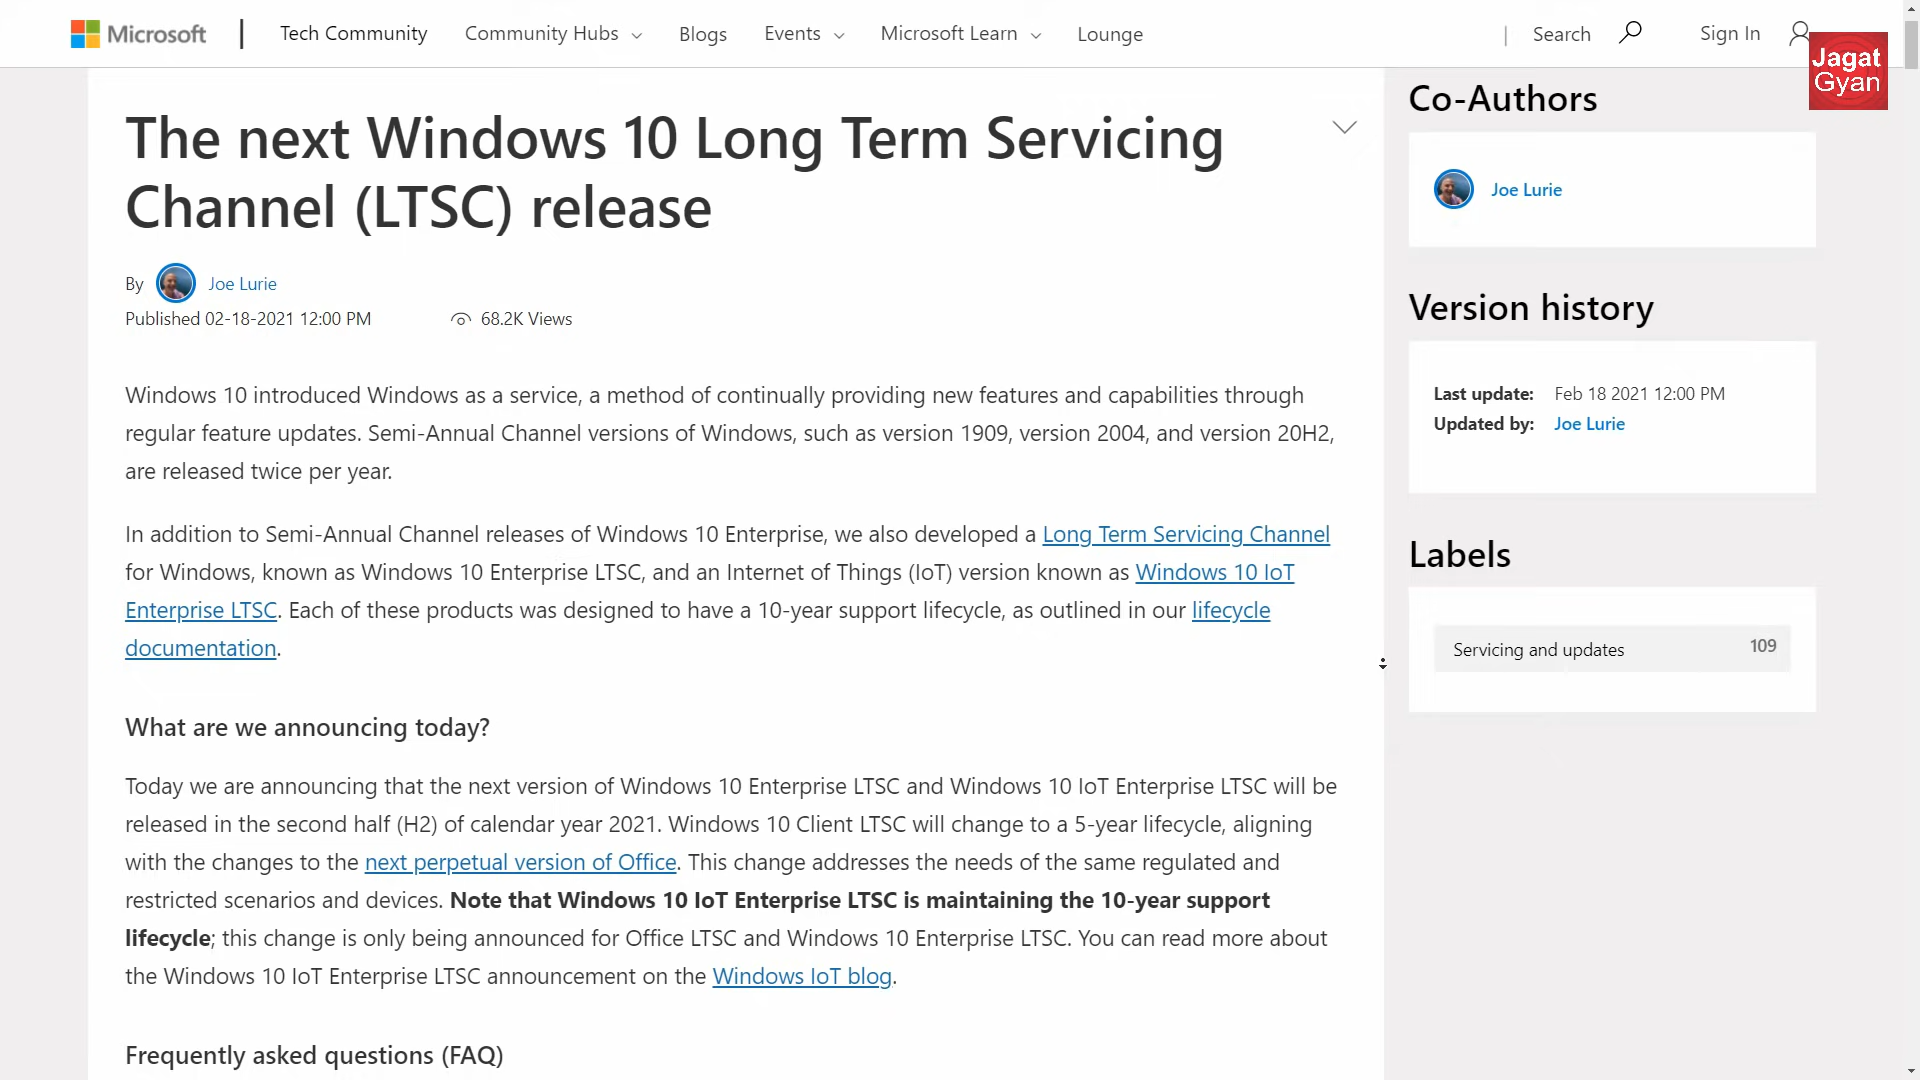 Microsoft
Tech Community
Community Hubs
Blogs
Events
Microsoft Learn
Lounge
Search
Sign In
Jagat
Gyan
The next Windows 10 Long Term Servicing
Channel (LTSC) release
By Joe Lurie
Published 02-18-2021 12:00 PM 68.2K Views
Windows 10 introduced Windows as a service, a method of continually providing new features and capabilities through
regular feature updates. Semi-Annual Channel versions of Windows, such as version 1909, version 2004, and version 20H2,
are released twice per year.
In addition to Semi-Annual Channel releases of Windows 10 Enterprise, we also developed a Long Term Servicing Channel
for Windows, known as Windows 10 Enterprise LTSC, and an Internet of Things (IoT) version known as Windows 10 IoT
Enterprise LTSC. Each of these products was designed to have a 10-year support lifecycle, as outlined in our lifecycle
documentation.
What are we announcing today?
Today we are announcing that the next version of Windows 10 Enterprise LTSC and Windows 10 IoT Enterprise LTSC will be
released in the second half (H2) of calendar year 2021. Windows 10 Client LTSC will change to a 5-year lifecycle, aligning
with the changes to the next perpetual version of Office. This change addresses the needs of the same regulated and
restricted scenarios and devices. Note that Windows 10 IoT Enterprise LTSC is maintaining the 10-year support
lifecycle; this change is only being announced for Office LTSC and Windows 10 Enterprise LTSC. You can read more about
the Windows 10 IoT Enterprise LTSC announcement on the Windows IoT blog.
Frequently asked questions (FAQ)
Co-Authors
Joe Lurie
Version history
Last update: Feb 18 2021 12:00 PM
Updated by: Joe Lurie
Labels
Servicing and updates 109